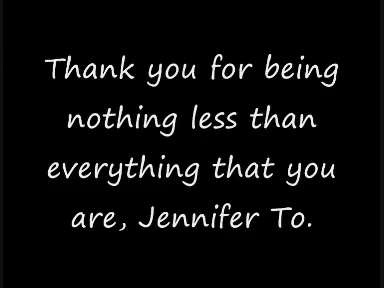 Thank you for being
nothing less than
everything that you
are, Jennifer To.